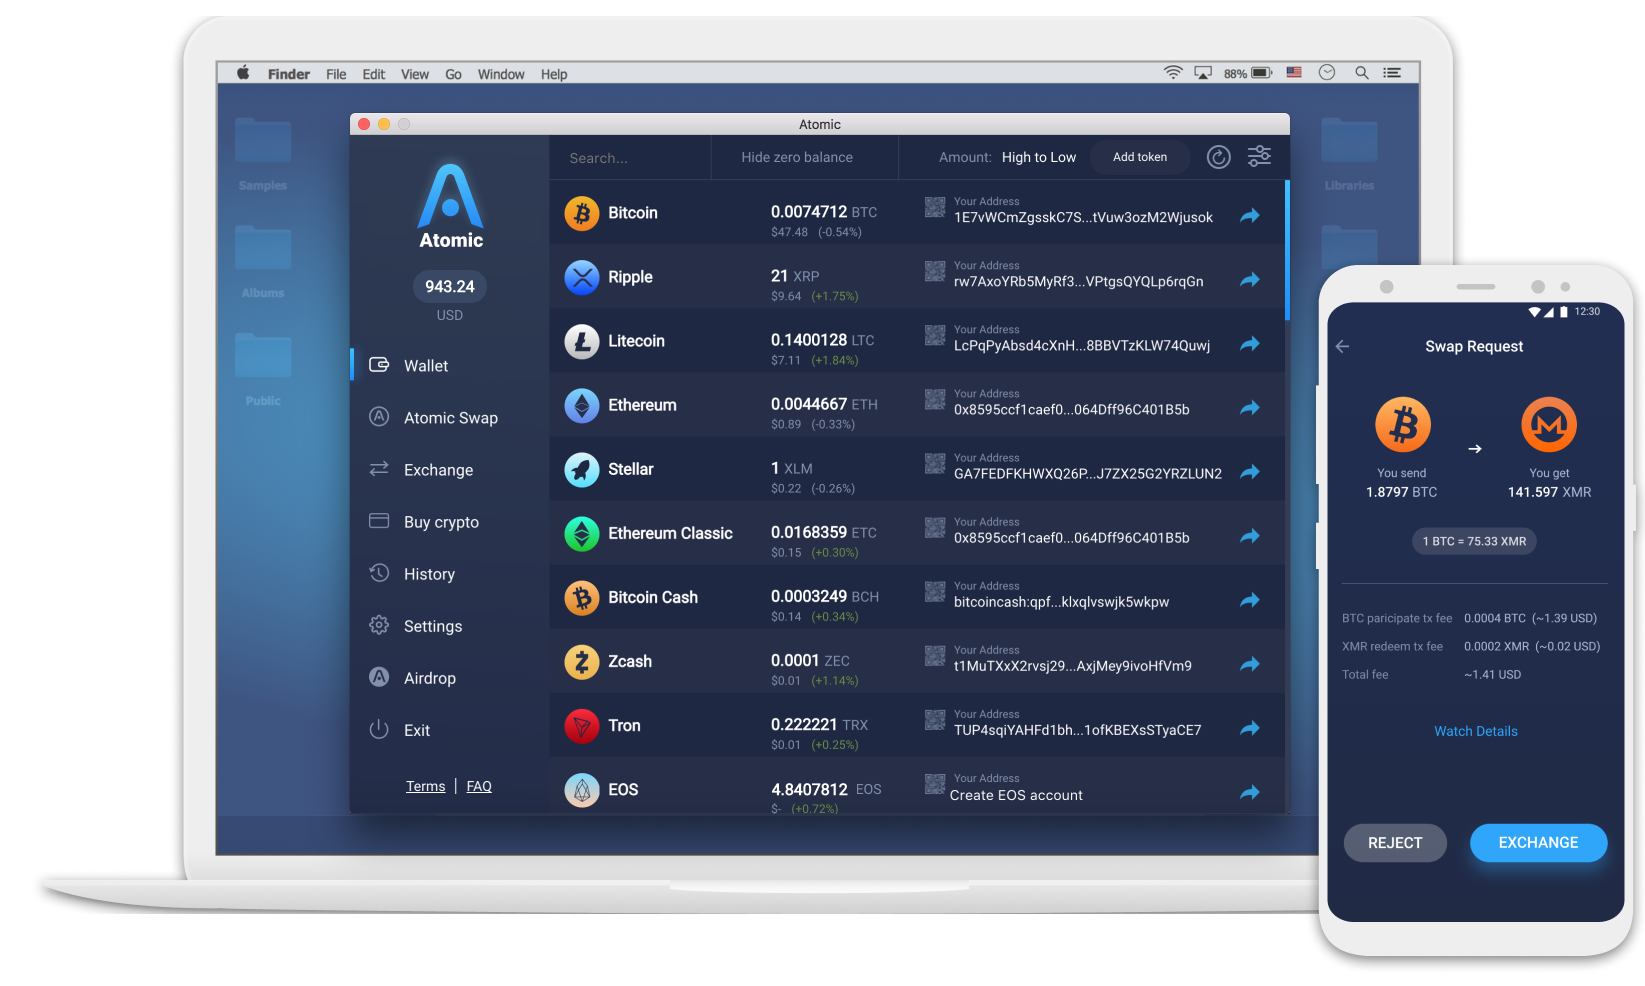 Finder File Edit View Go Window Help 88%
Atomic
Samples
Albums
Public
Libraries
Atomic
943.24
USD
Wallet
Atomic Swap
Exchange
Buy crypto
History
Settings
Airdrop
Exit
Terms | FAQ
Search... Hide zero balance Amount: High to Low Add token
Bitcoin 0.0074712 BTC Your Address
$47.48 (-0.54%) 1E7vWCmZgsskC7S...tVuw3ozM2Wjusok
Ripple 21 XRP Your Address
$9.64 (+1.75%) rw7AxoYRb5MyRf3...VPtgsQYQLp6rqGn
Litecoin 0.1400128 LTC Your Address
$7.11 (+1.84%) LcPqPyAbsd4cXnH...8BBVTzKLW74Quwj
Ethereum 0.0044667 ETH Your Address
$0.89 (-0.33%) 0x8595ccf1caef0...064Dff96C401B5b
Stellar 1 XLM Your Address
$0.22 (-0.26%) GA7FEDFKHWXQ26P...J7ZX25G2YRZLUN2
Ethereum Classic 0.0168359 ETC Your Address
$0.15 (+0.30%) 0x8595ccf1caef0...064Dff96C401B5b
Bitcoin Cash 0.0003249 BCH Your Address
$0.14 (+0.34%) bitcoincash:qpf...klxqlvswjk5wkpw
Zcash 0.0001 ZEC Your Address
$0.01 (+1.14%) t1MuTXxX2rvsj29...AxjMey9ivoHfVm9
Tron 0.222221 TRX Your Address
$0.01 (+0.25%) TUP4sqiYAHFd1bh...1ofKBEXsSTyaCE7
EOS 4.8407812 EOS Your Address
$- (+0.72%) Create EOS account
12:30
Swap Request
You send You get
1.8797 BTC 141.597 XMR
1 BTC = 75.33 XMR
BTC paricipate tx fee 0.0004 BTC (~1.39 USD)
XMR redeem tx fee 0.0002 XMR (~0.02 USD)
Total fee ~1.41 USD
Watch Details
REJECT EXCHANGE